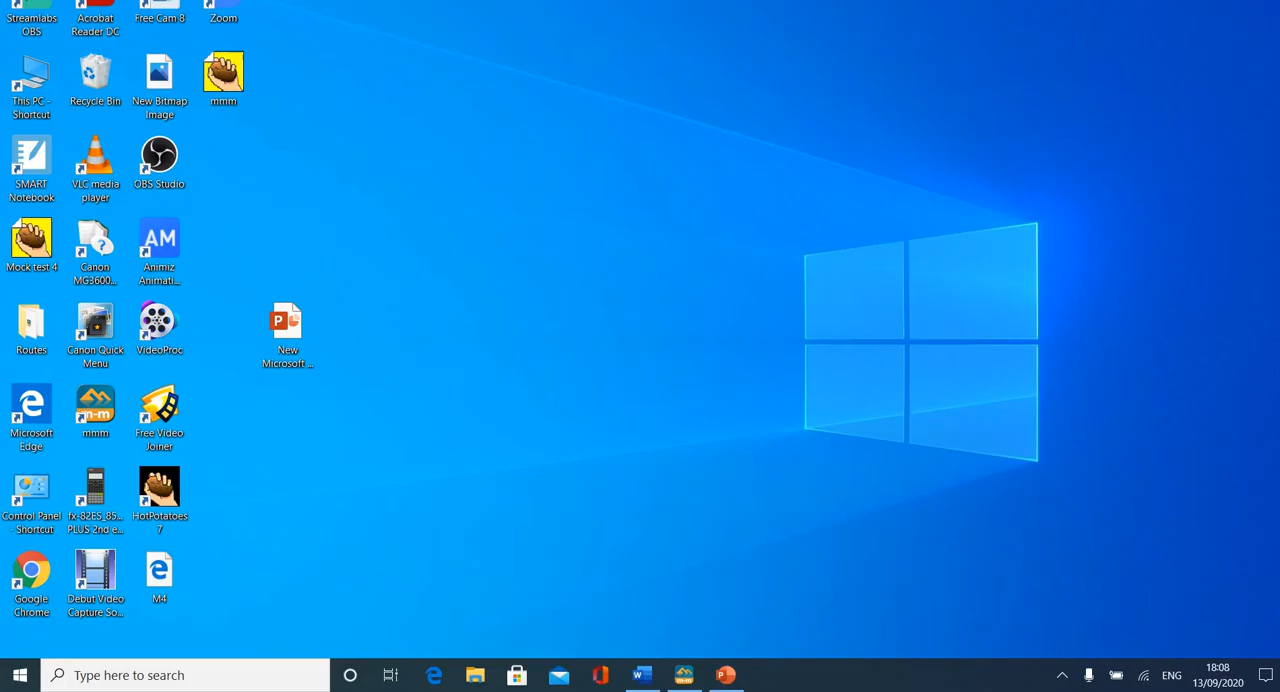 Streamlabs
OBS
Acrobat
Reader DC
Free Cam 8
Zoom
This PC -
Shortcut
Recycle Bin
New Bitmap
Image
mmm
SMART
Notebook
VLC media
player
OBS Studio
Mock test 4
Canon
MG3600...
AM
Animiz
Animati...
Routes
Canon Quick
Menu
VideoProc
P
New
Microsoft ...
Microsoft
Edge
m-m
mmm
Free Video
Joiner
Control Panel
- Shortcut
fx-82ES_85...
PLUS 2nd e...
HotPotatoes
7
Google
Chrome
Debut Video
Capture So...
M4
Type here to search
W
m-m
P
ENG
18:08
13/09/2020